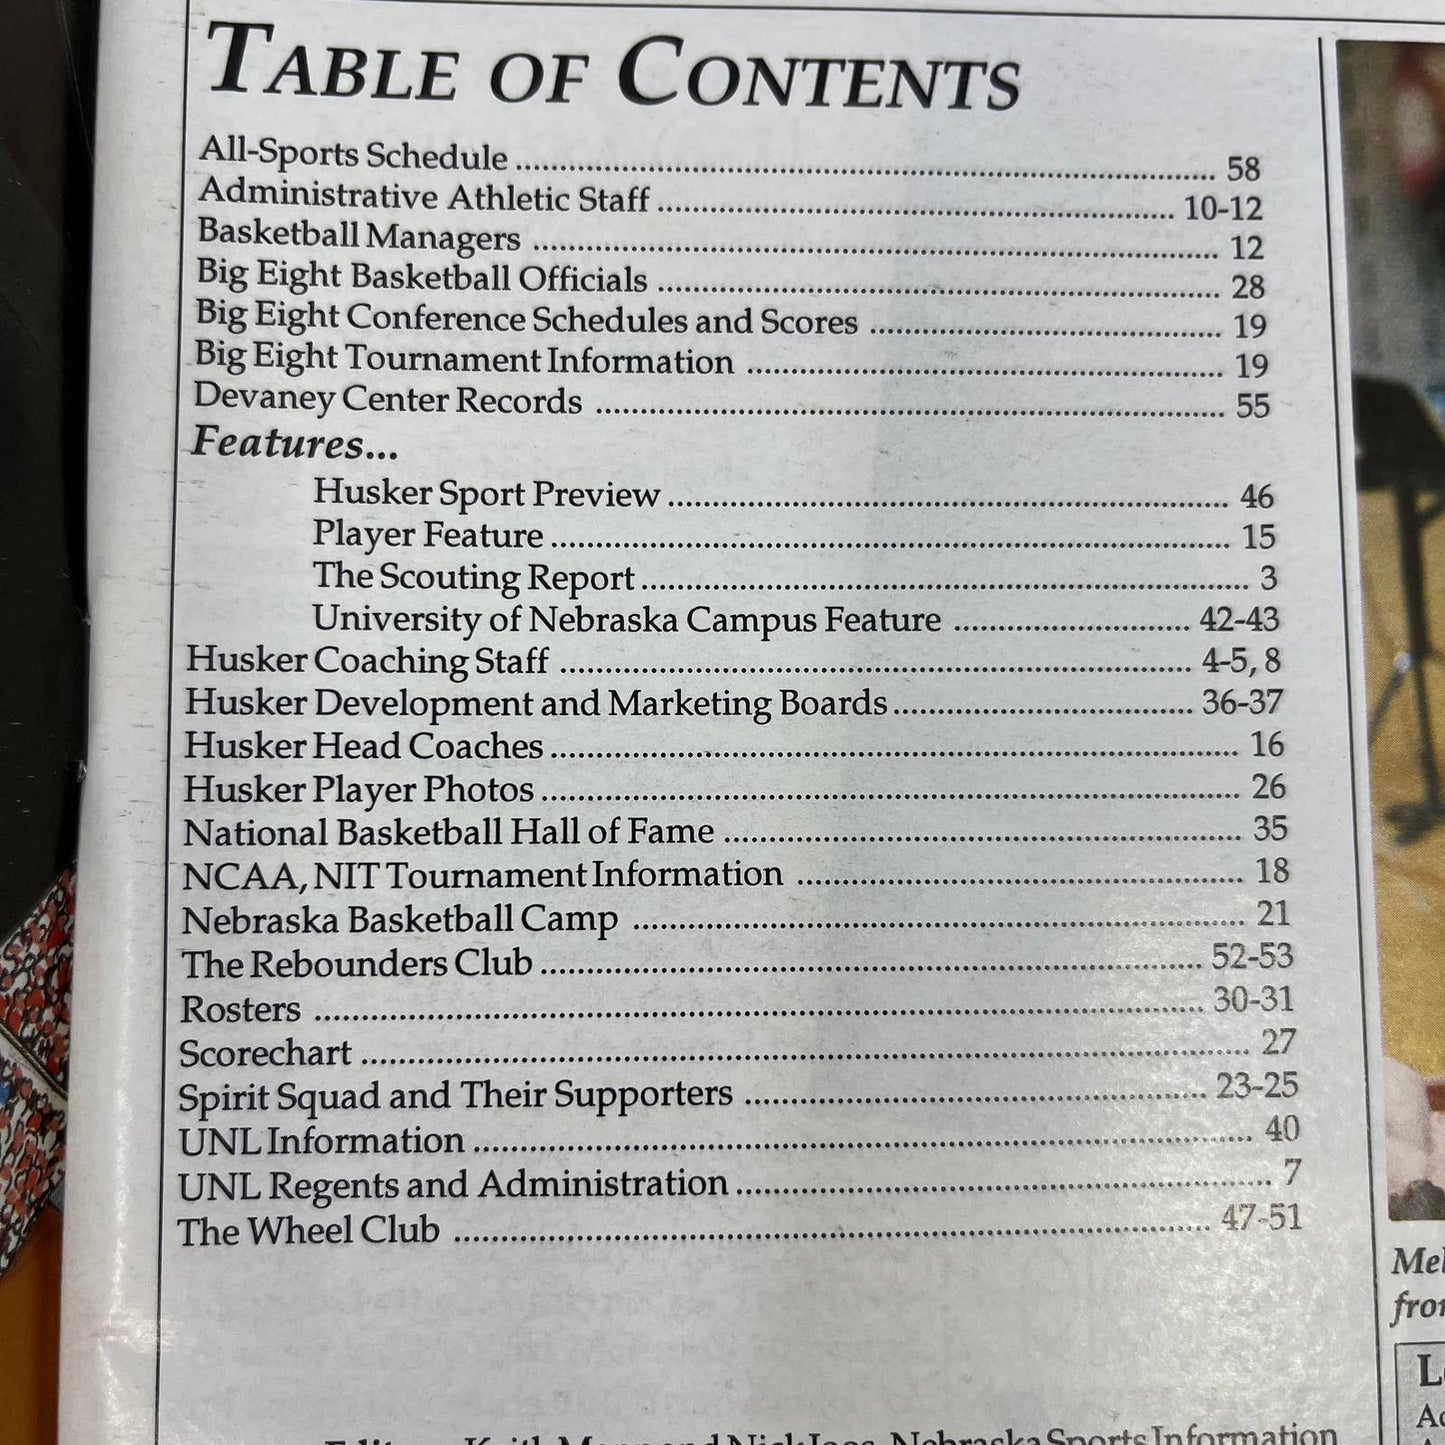 TABLE OF CONTENTS
All-Sports Schedule ........................................ 58
Administrative Athletic Staff ........................................ 10-12
Basketball Managers ........................................ 12
Big Eight Basketball Officials ........................................ 28
Big Eight Conference Schedules and Scores ........................................ 19
Big Eight Tournament Information ........................................ 19
Devaney Center Records ........................................ 55
Features...
Husker Sport Preview ........................................ 46
Player Feature ........................................ 15
The Scouting Report ........................................ 3
University of Nebraska Campus Feature ........................................ 42-43
Husker Coaching Staff ........................................ 4-5, 8
Husker Development and Marketing Boards ........................................ 36-37
Husker Head Coaches ........................................ 16
Husker Player Photos ........................................ 26
National Basketball Hall of Fame ........................................ 35
NCAA, NIT Tournament Information ........................................ 18
Nebraska Basketball Camp ........................................ 21
The Rebounders Club ........................................ 52-53
Rosters ........................................ 30-31
Scorechart ........................................ 27
Spirit Squad and Their Supporters ........................................ 23-25
UNL Information ........................................ 40
UNL Regents and Administration ........................................ 7
The Wheel Club ........................................ 47-51
Nebraska Sports Information
Mel
from